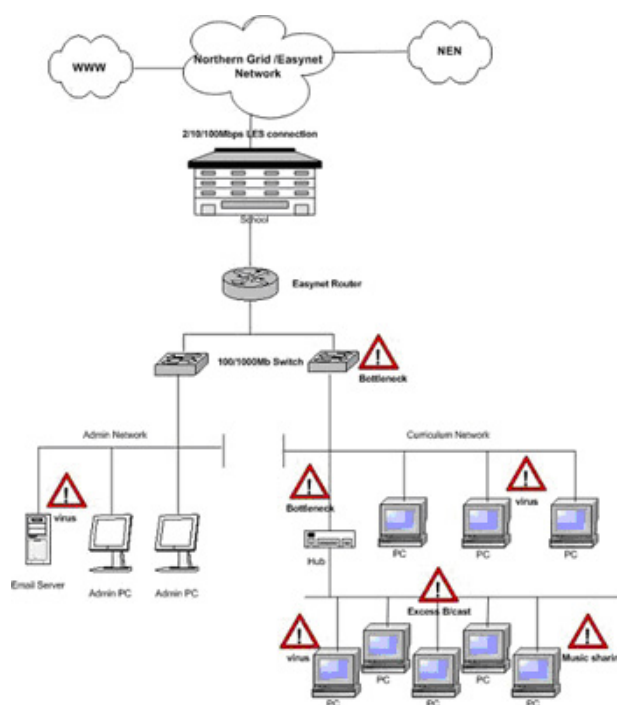 WWW
Northern Grid /Easynet
Network
NEN
2/10/100Mbps LES connection
School
Easynet Router
100/1000Mb Switch
Bottleneck
Admin Network
Curriculum Network
virus
Bottleneck
virus
Email Server
Admin PC
Admin PC
Hub
PC
PC
PC
Excess B/cast
virus
Music sharin
PC
PC
PC
PC
PC